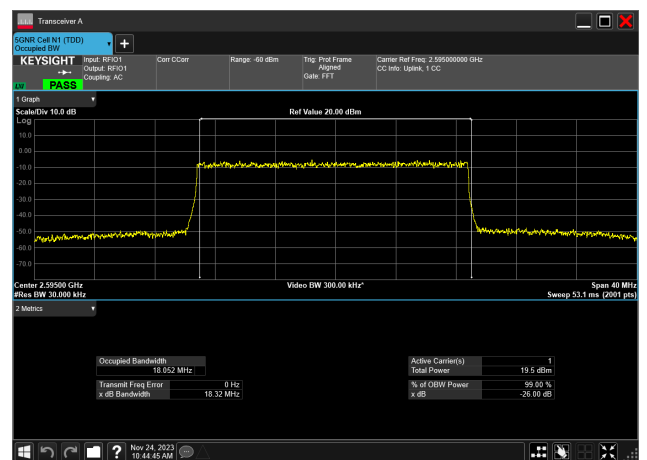 Transceiver A
5GNR Cell N1 (TDD)
Occupied BW
KEYSIGHT
Input: RFIO1
Output: RFIO1
Coupling: AC
Corr CCorr
Range: -60 dBm
Trig: Prot Frame
Aligned
Gate: FFT
Carrier Ref Freq: 2.595000000 GHz
CC Info: Uplink, 1 CC
LV
PASS
1 Graph
Scale/Div 10.0 dB
Ref Value 20.00 dBm
Log
10.0
0.00
-10.0
-20.0
-30.0
-40.0
-50.0
-60.0
-70.0
Center 2.59500 GHz
Video BW 300.00 kHz*
Span 40 MHz
#Res BW 30.000 kHz
Sweep 53.1 ms (2001 pts)
2 Metrics
Occupied Bandwidth
18.052 MHz
Active Carrier(s) 1
Total Power 19.5 dBm
Transmit Freq Error 0 Hz
x dB Bandwidth 18.32 MHz
% of OBW Power 99.00 %
x dB -26.00 dB
Nov 24, 2023
10:44:45 AM